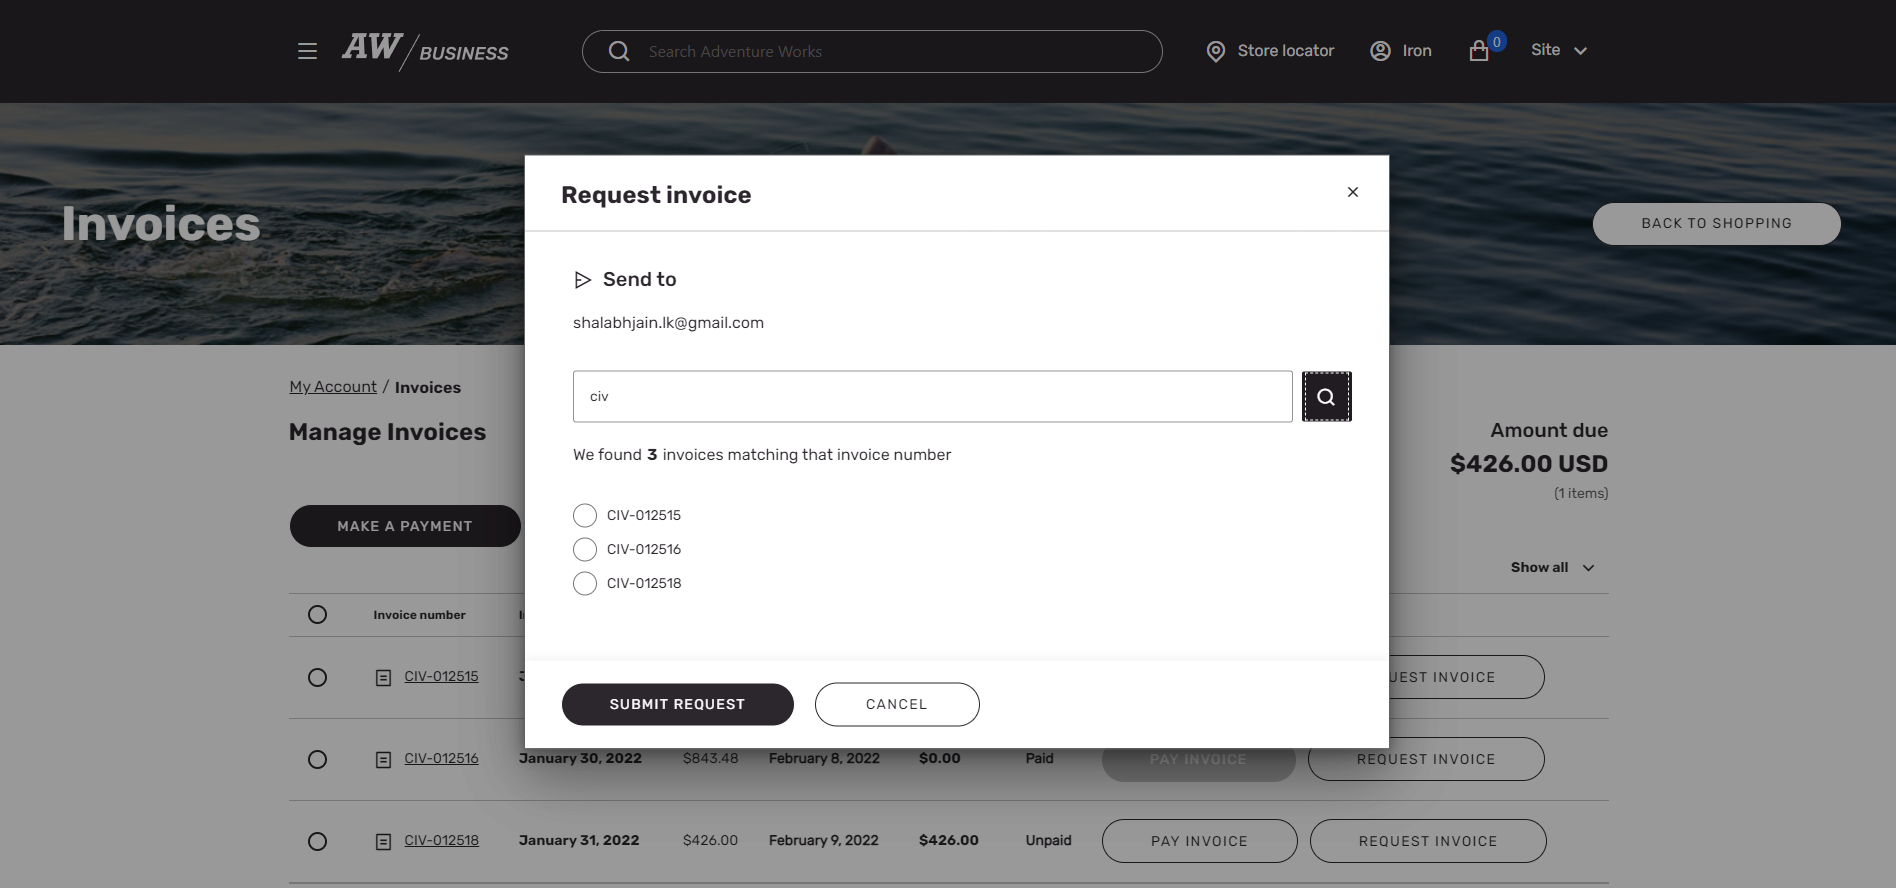 AW/BUSINESS
Search Adventure Works
Store locator
Iron
0
Site
Invoices
BACK TO SHOPPING
Request invoice
Send to
shalabhjain.lk@gmail.com
civ
We found 3 invoices matching that invoice number
CIV-012515
CIV-012516
CIV-012518
SUBMIT REQUEST
CANCEL
My Account / Invoices
Manage Invoices
Amount due
$426.00 USD
(1 items)
MAKE A PAYMENT
Show all
Invoice number
CIV-012515
UEST INVOICE
CIV-012516 January 30, 2022 $843.48 February 8, 2022 $0.00 Paid PAY INVOICE REQUEST INVOICE
CIV-012518 January 31, 2022 $426.00 February 9, 2022 $426.00 Unpaid PAY INVOICE REQUEST INVOICE